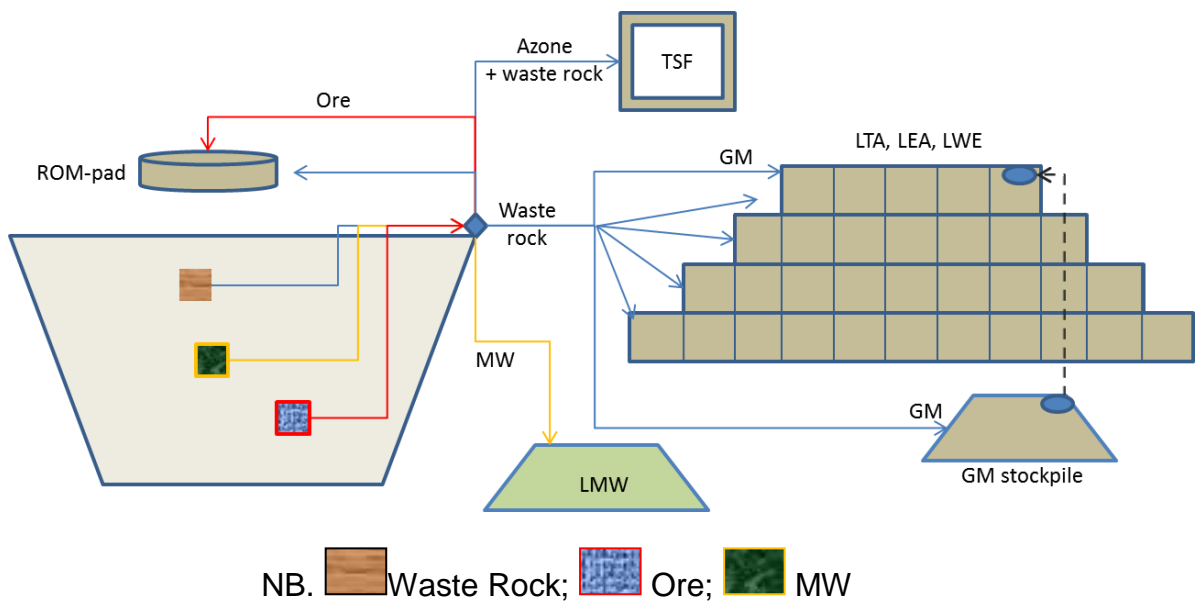 Azone
+ waste rock
TSF
Ore
LTA, LEA, LWE
ROM-pad
GM
Waste
rock
MW
GM
LMW
GM stockpile
NB. Waste Rock; Ore; MW